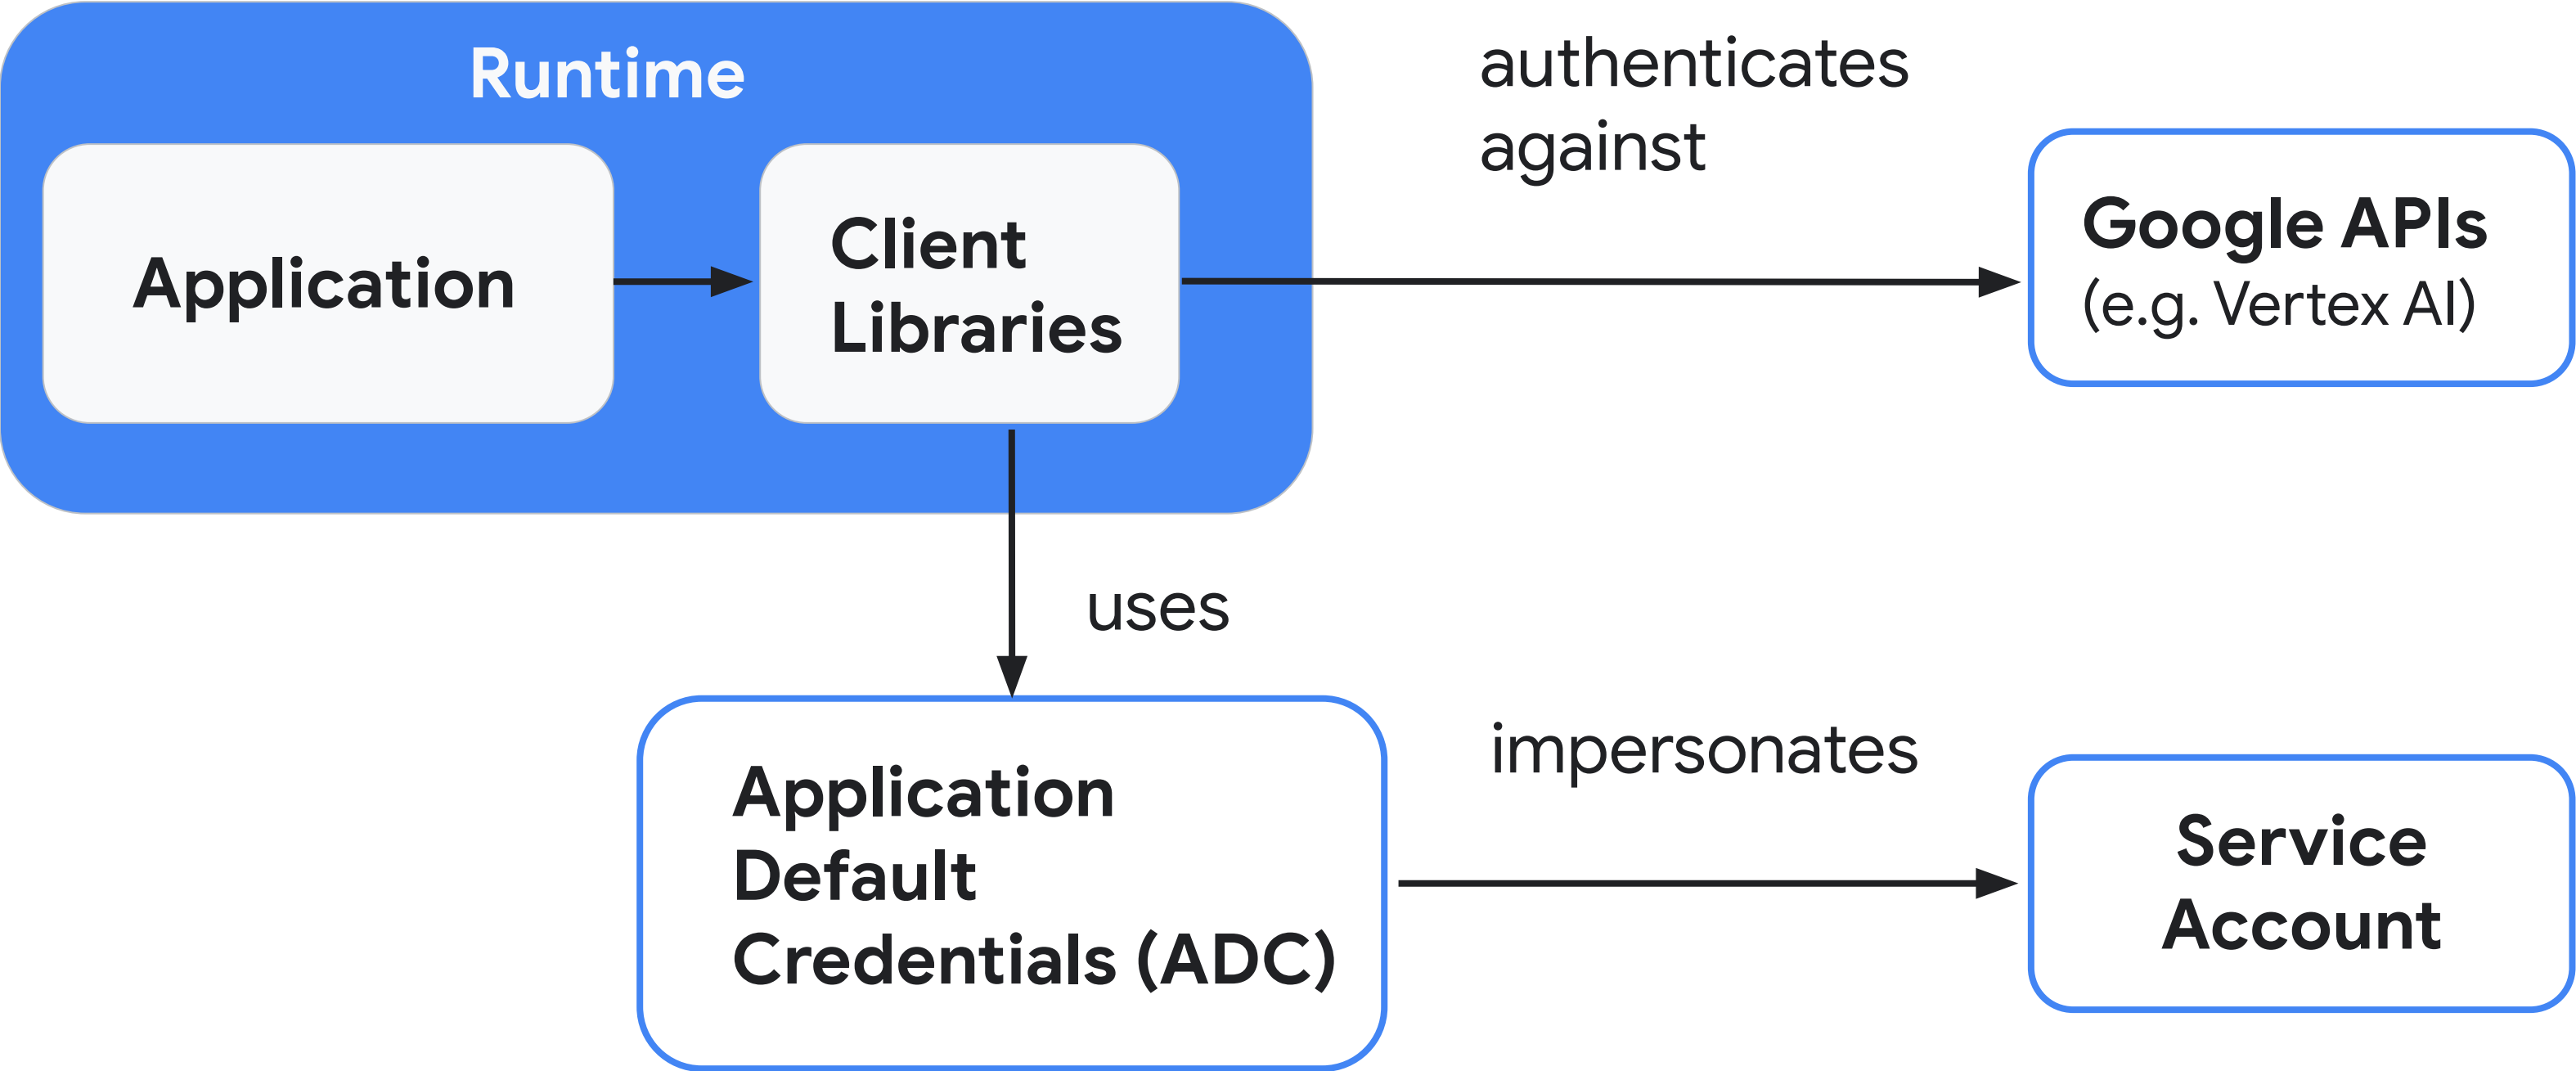 Runtime
Application
Client
Libraries
authenticates
against
Google APIs
(e.g. Vertex AI)
uses
Application
Default
Credentials (ADC)
impersonates
Service
Account